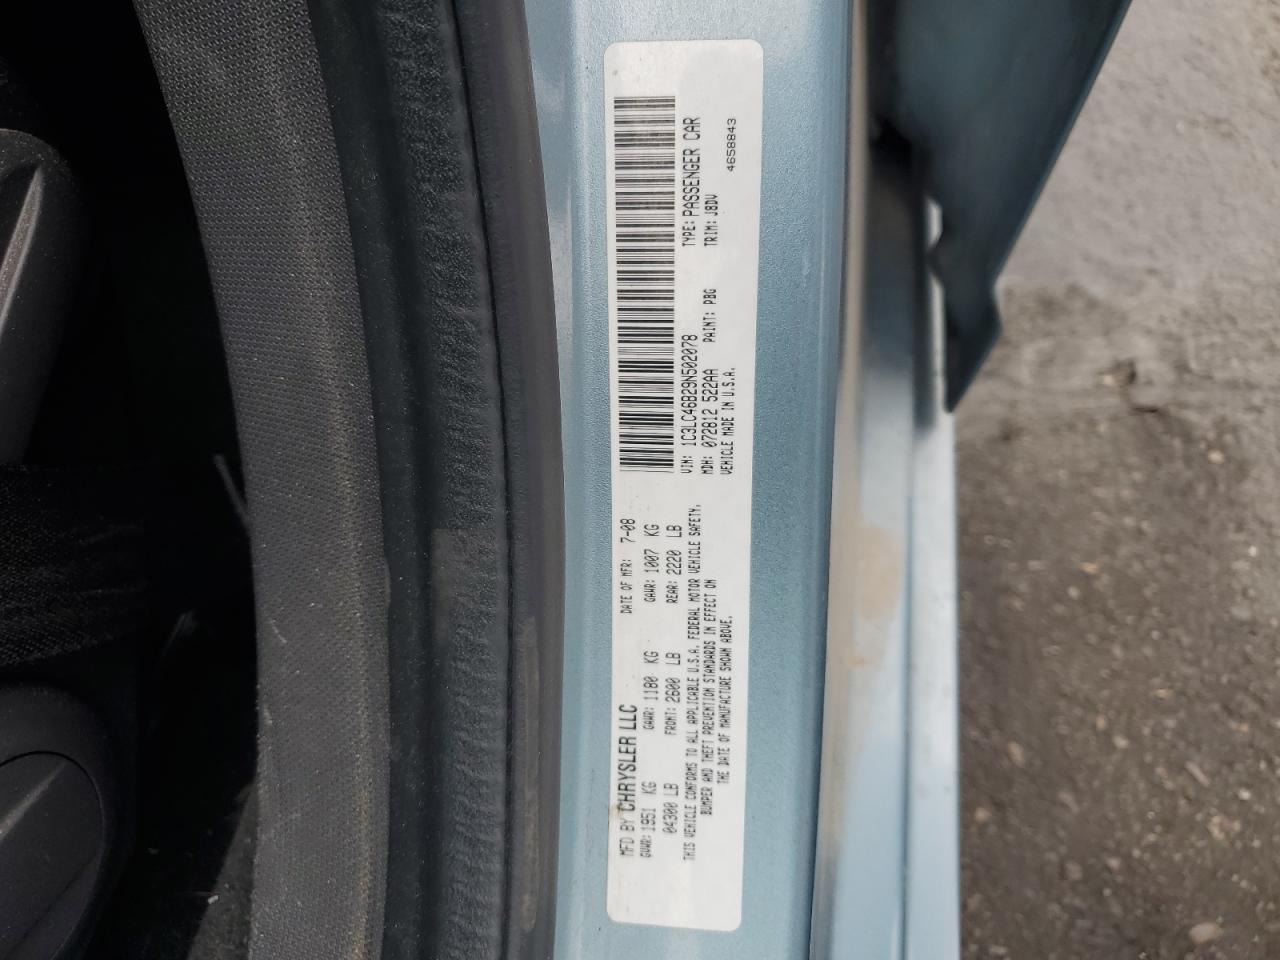 MFD BY CHRYSLER LLC DATE OF MFR: 7-08
GVWR: 1951 KG GAWR: 1180 KG GAWR: 1007 KG
04300 LB FRONT: 2600 LB REAR: 2220 LB
THIS VEHICLE CONFORMS TO ALL APPLICABLE U.S.A. FEDERAL MOTOR VEHICLE SAFETY,
BUMPER AND THEFT PREVENTION STANDARDS IN EFFECT ON
THE DATE OF MANUFACTURE SHOWN ABOVE.
VIN: 1C3LC46B29N502078 TYPE: PASSENGER CAR
MDH: 072812 522AA PAINT: PBG TRIM: J8DV
VEHICLE MADE IN U.S.A.
4658843